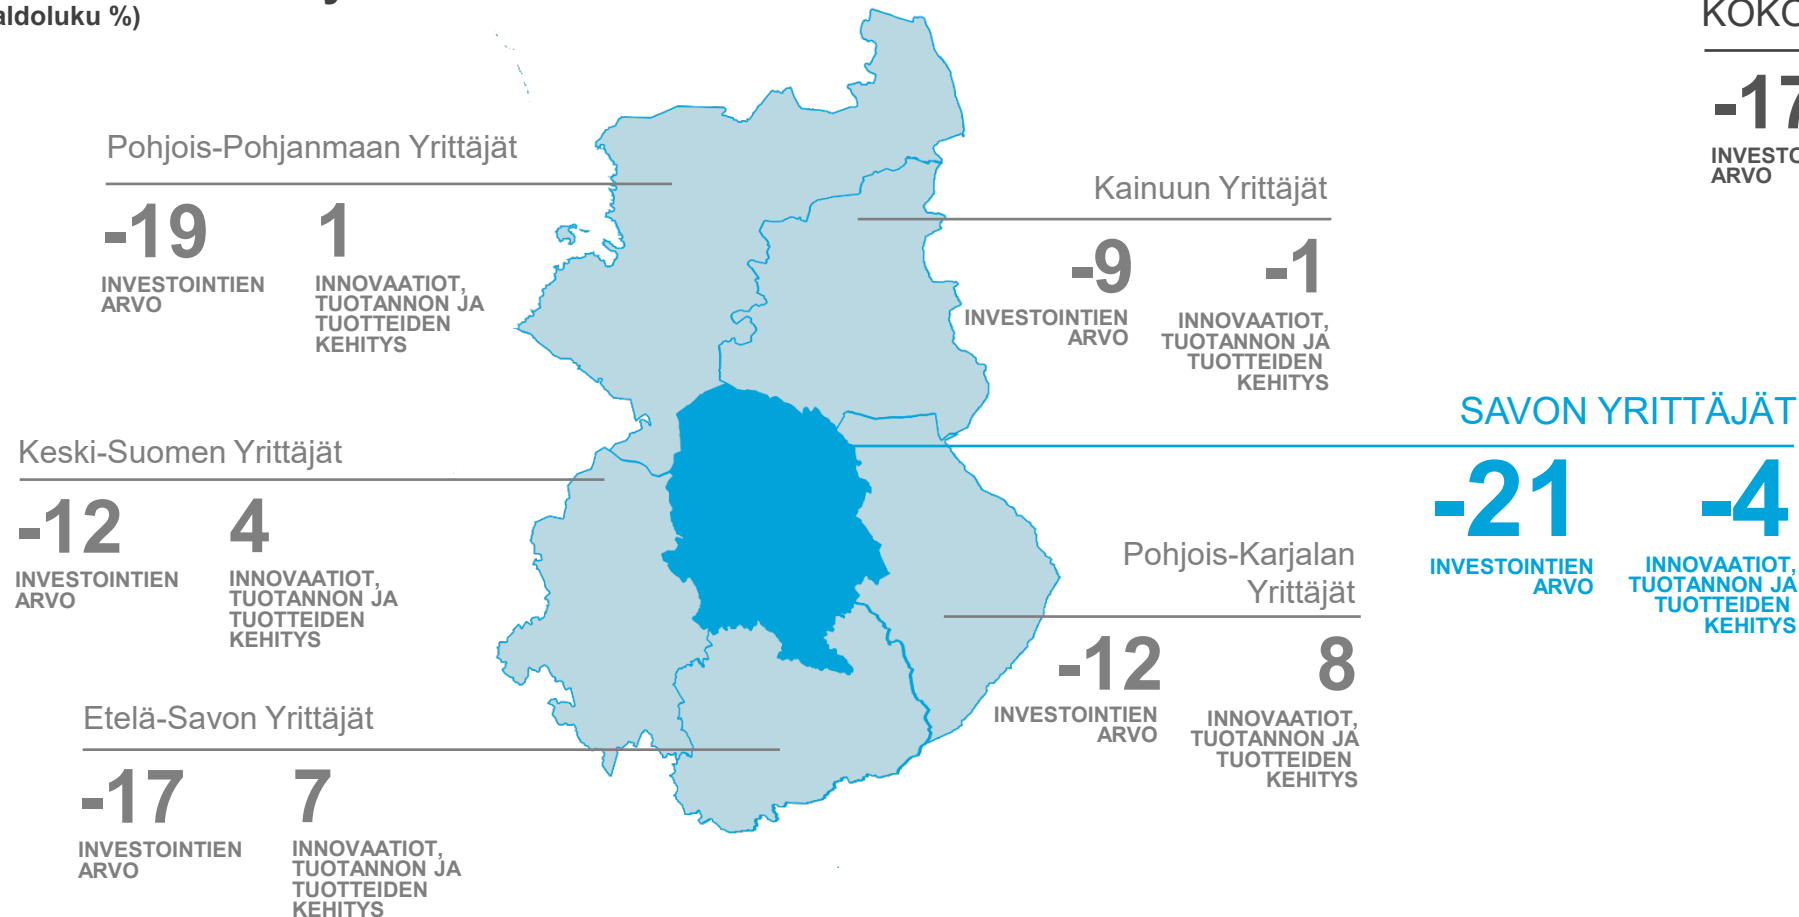 aldoluku %)
KOKO
-17
INVESTO
ARVO
Pohjois-Pohjanmaan Yrittäjät
-19
INVESTOINTIEN
ARVO
1
INNOVAATIOT,
TUOTANNON JA
TUOTTEIDEN
KEHITYS
Kainuun Yrittäjät
-9
INVESTOINTIEN
ARVO
-1
INNOVAATIOT,
TUOTANNON JA
TUOTTEIDEN
KEHITYS
SAVON YRITTÄJÄT
-21
INVESTOINTIEN
ARVO
-4
INNOVAATIOT,
TUOTANNON JA
TUOTTEIDEN
KEHITYS
Keski-Suomen Yrittäjät
-12
INVESTOINTIEN
ARVO
4
INNOVAATIOT,
TUOTANNON JA
TUOTTEIDEN
KEHITYS
Pohjois-Karjalan
Yrittäjät
-12
INVESTOINTIEN
ARVO
8
INNOVAATIOT,
TUOTANNON JA
TUOTTEIDEN
KEHITYS
Etelä-Savon Yrittäjät
-17
INVESTOINTIEN
ARVO
7
INNOVAATIOT,
TUOTANNON JA
TUOTTEIDEN
KEHITYS